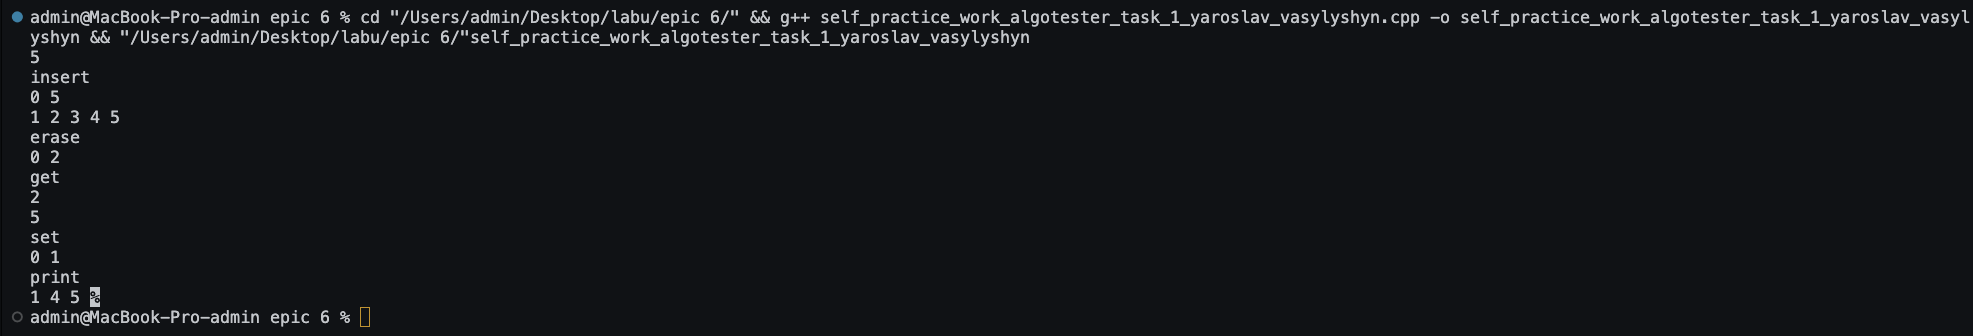 admin@MacBook-Pro-admin epic 6 % cd "/Users/admin/Desktop/labu/epic 6/" && g++ self_practice_work_algotester_task_1_yaroslav_vasylyshyn.cpp -o self_practice_work_algotester_task_1_yaroslav_vasyl
yshyn && "/Users/admin/Desktop/labu/epic 6/"self_practice_work_algotester_task_1_yaroslav_vasylyshyn
5
insert
0 5
1 2 3 4 5
erase
0 2
get
2
5
set
0 1
print
1 4 5 %
admin@MacBook-Pro-admin epic 6 %